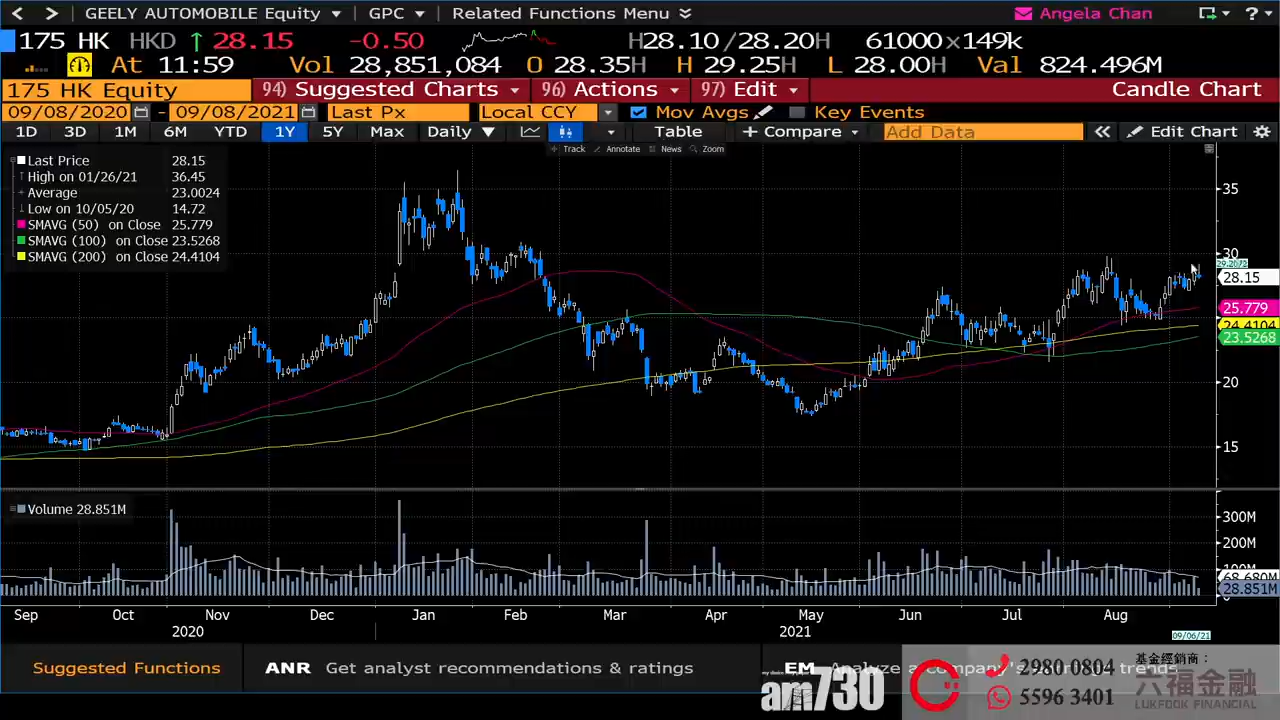 GEELY AUTOMOBILE Equity GPC Related Functions Menu Angela Chan ?
175 HK HKD ↑ 28.15 -0.50 H28.10/28.20H 61000×149k
At 11:59 Vol 28,851,084 O 28.35H H 29.25H L 28.00H Val 824.496M
175 HK Equity 94) Suggested Charts 96) Actions 97) Edit Candle Chart
09/08/2020 - 09/08/2021 Last Px Local CCY Mov Avgs Key Events
1D 3D 1M 6M YTD 1Y 5Y Max Daily ▼ Table + Compare Add Data « Edit Chart
Track Annotate News Zoom
Last Price 28.15
High on 01/26/21 36.45
Average 23.0024
Low on 10/05/20 14.72
SMAVG (50) on Close 25.779
SMAVG (100) on Close 23.5268
SMAVG (200) on Close 24.4104
35
30
28.15
25.779
24.4104
23.5268
20
15
Volume 28.851M
300M
200M
100M
68.680M
28.851M
0
Sep Oct Nov Dec Jan Feb Mar Apr May Jun Jul Aug
2020 2021 09/06/21
Suggested Functions ANR Get analyst recommendations & ratings EM Analyze a company's trends
am730
基金經銷商：
2980 0804
5596 3401
六福金融
LUKFOOK FINANCIAL